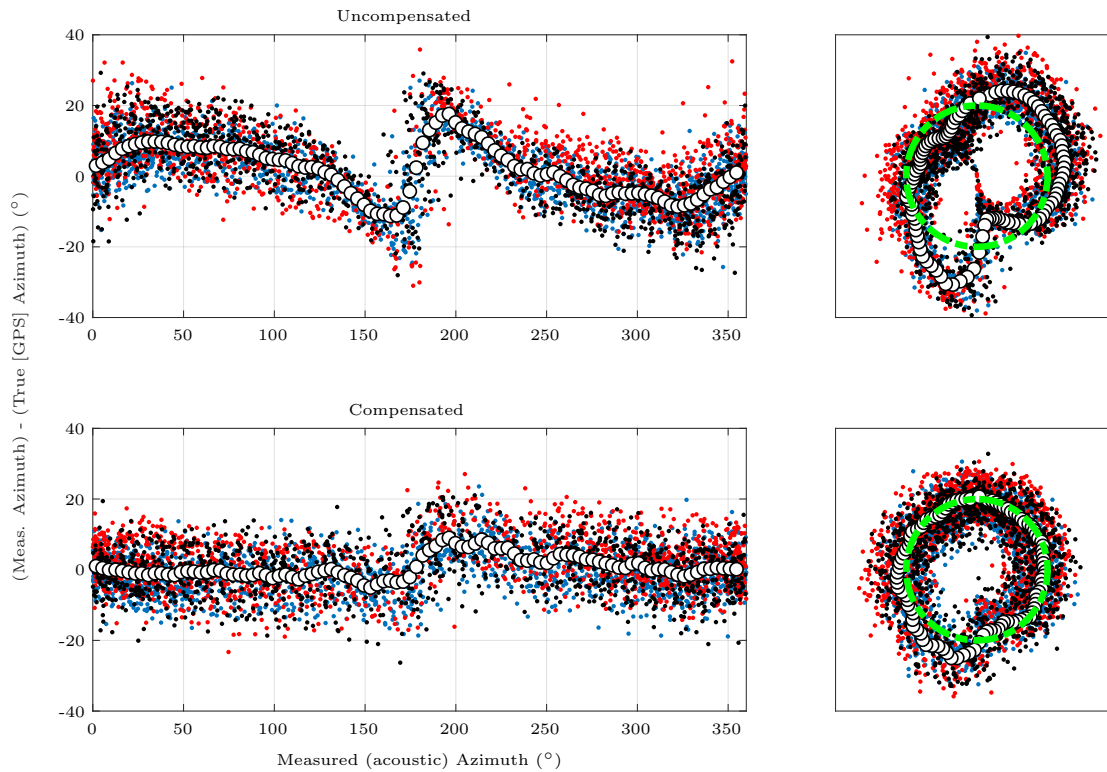 Uncompensated
40
20
0
-20
-40
0 50 100 150 200 250 300 350
(Meas. Azimuth) - (True [GPS] Azimuth) (°)
Compensated
40
20
0
-20
-40
0 50 100 150 200 250 300 350
Measured (acoustic) Azimuth (°)